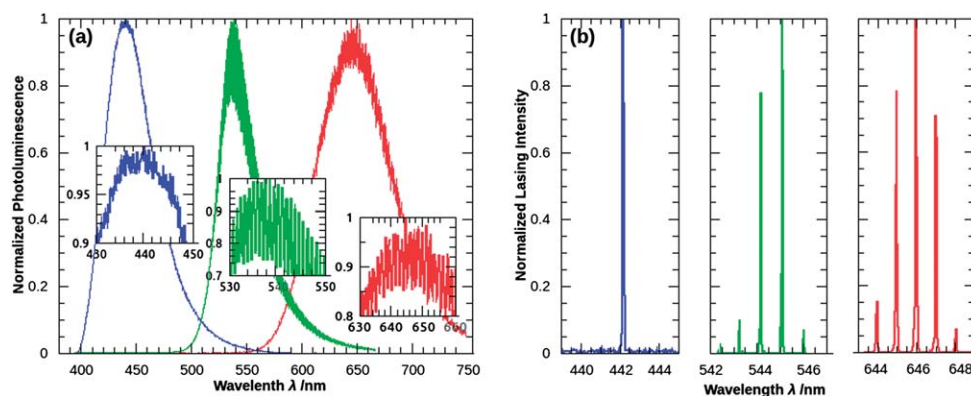 (a)
Normalized Photoluminescence
1
0.8
0.6
0.4
0.2
0
400 450 500 550 600 650 700 750
Wavelenth λ /nm
1
0.95
0.9
430 440 450
1
0.9
0.8
0.7
530 540 550
1
0.9
0.8
630 640 650 660
(b)
Normalized Lasing Intensity
1
0.8
0.6
0.4
0.2
0
440 442 444
542 544 546
644 646 648
Wavelength λ /nm